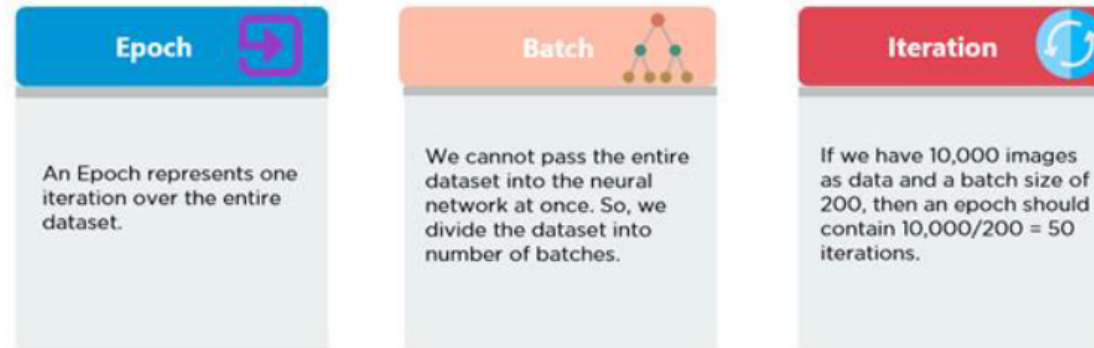 Epoch
An Epoch represents one
iteration over the entire
dataset.
Batch
We cannot pass the entire
dataset into the neural
network at once. So, we
divide the dataset into
number of batches.
Iteration
If we have 10,000 images
as data and a batch size of
200, then an epoch should
contain 10,000/200 = 50
iterations.